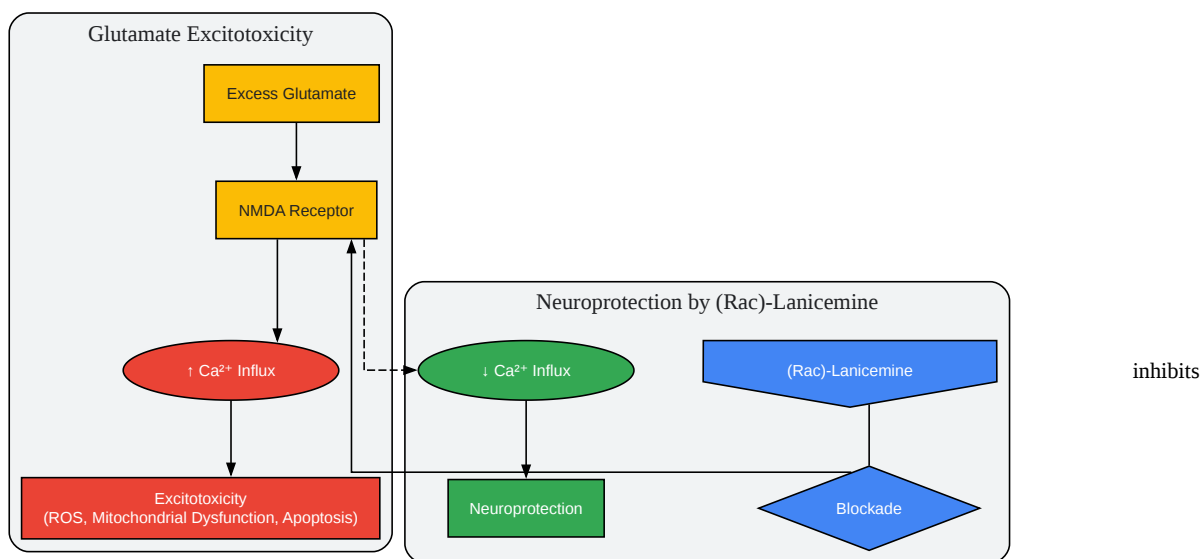 Glutamate Excitotoxicity
Excess Glutamate
NMDA Receptor
↑ Ca²⁺ Influx
Excitotoxicity
(ROS, Mitochondrial Dysfunction, Apoptosis)
Neuroprotection by (Rac)-Lanicemine
↓ Ca²⁺ Influx
(Rac)-Lanicemine
Neuroprotection
Blockade
inhibits